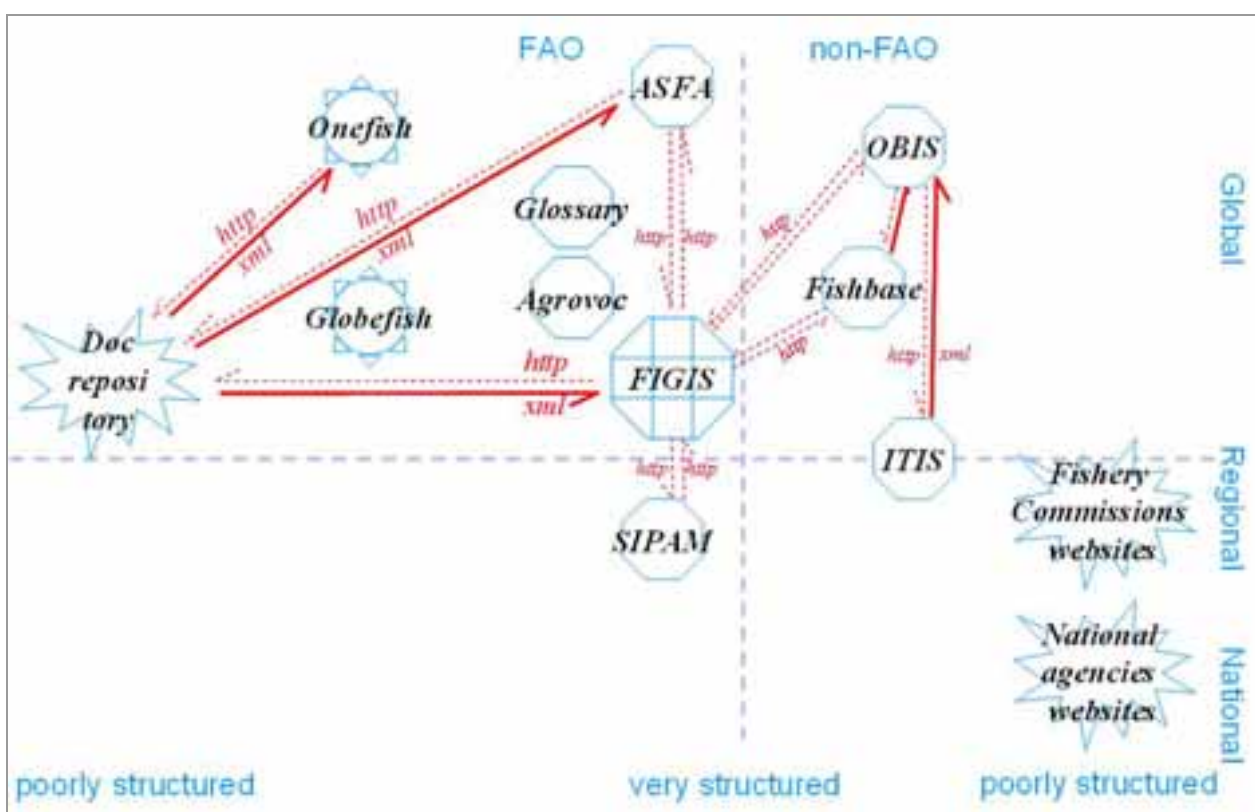 FAO
non-FAO
ASFA
Onefish
OBIS
http
xml
http
xml
Glossary
http
http
http
Global
Agrovoc
Globefish
Fishbase
http
Doc
reposi
tory
http
xml
FIGIS
http
xml
http
http
ITIS
SIPAM
Fishery
Commissions
websites
Regional
National
agencies
websites
National
poorly structured
very structured
poorly structured